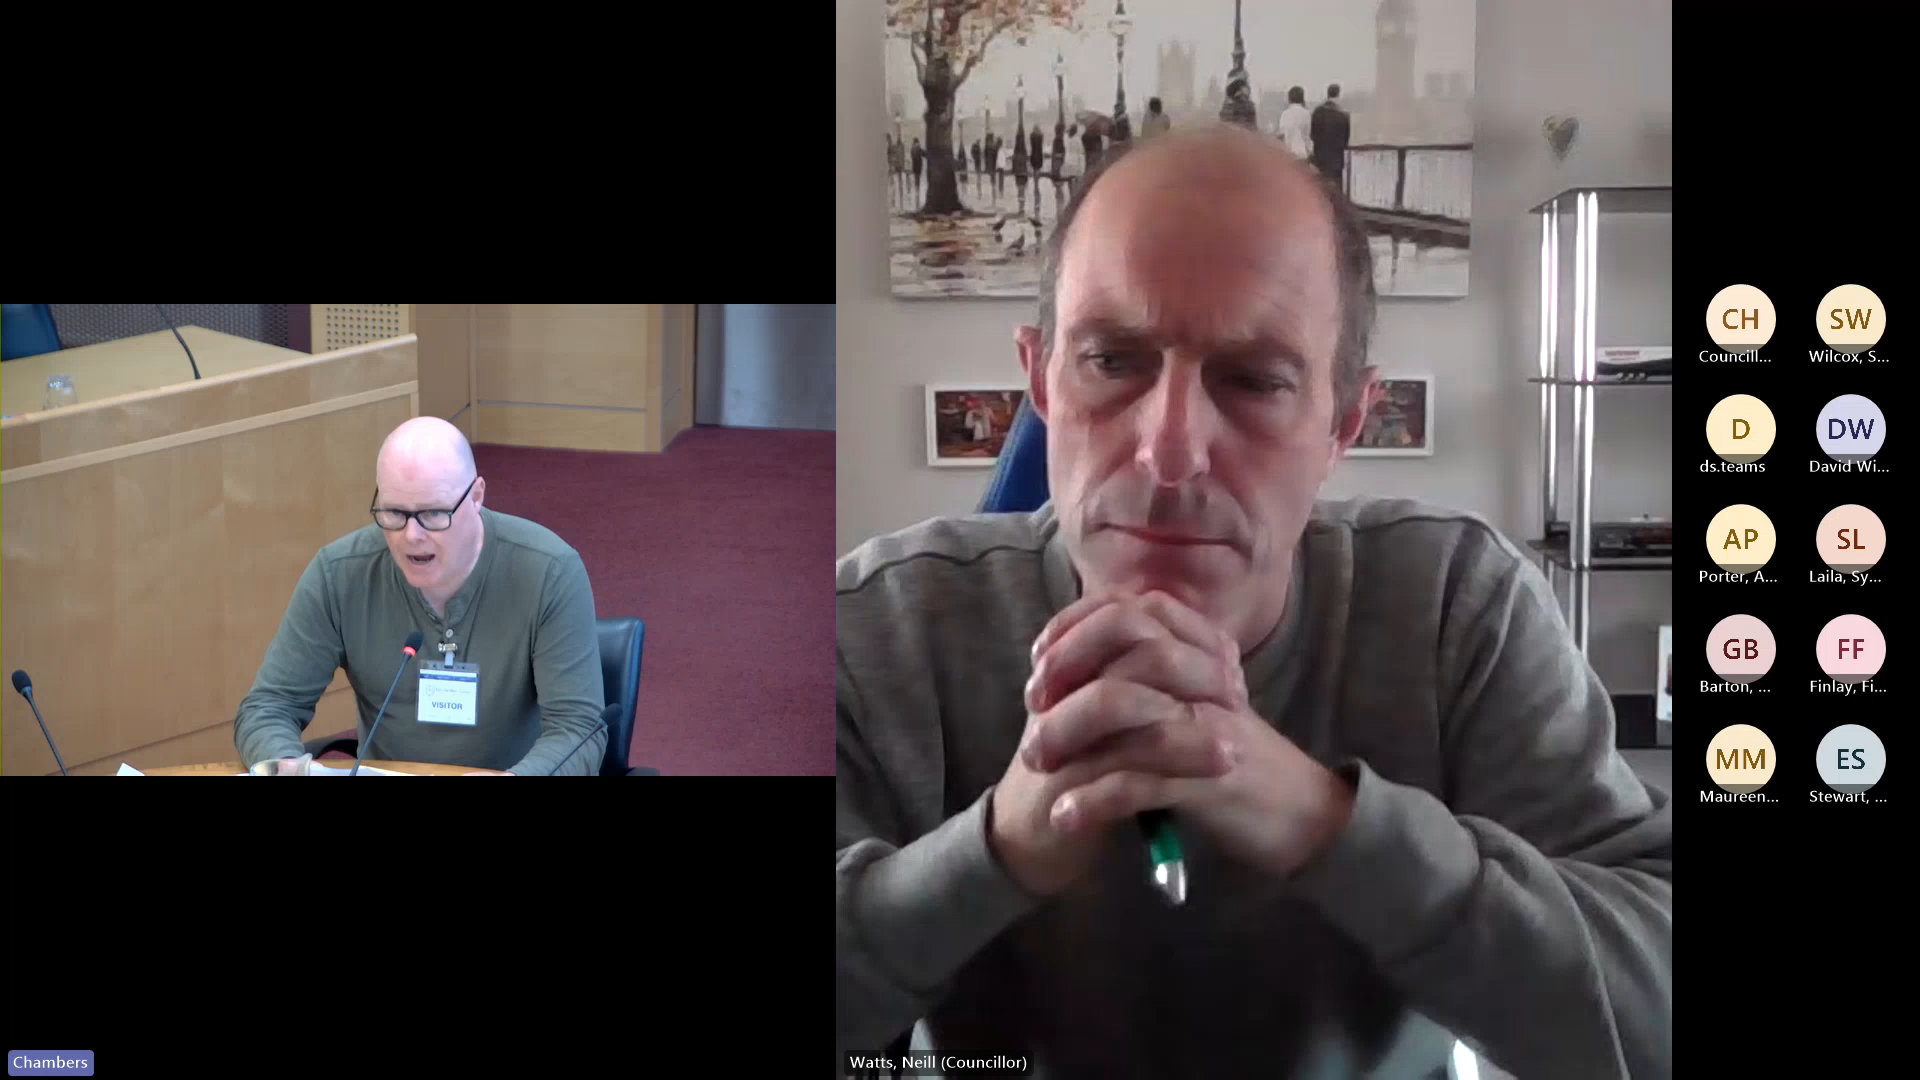 VISITOR
Chambers
Watts, Neill (Councillor)
CH
Councill...
SW
Wilcox, S...
D
ds.teams
DW
David Wi...
AP
Porter, A...
SL
Laila, Sy...
GB
Barton, ...
FF
Finlay, Fi...
MM
Maureen...
ES
Stewart, ...